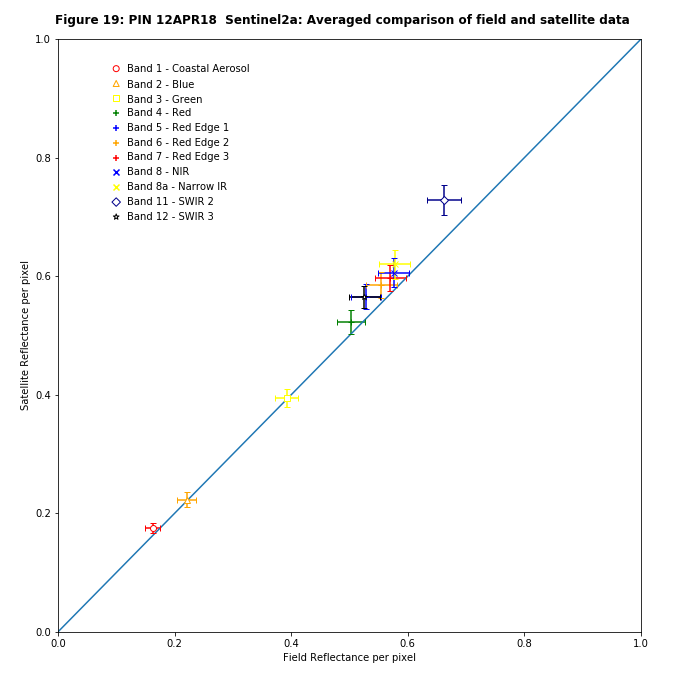 Figure 19: PIN 12APR18  Sentinel2a: Averaged comparison of field and satellite data
1.0
Band 1 - Coastal Aerosol
Band 2 - Blue
Band 3 - Green
Band 4 - Red
Band 5 - Red Edge 1
Band 6 - Red Edge 2
Band 7 - Red Edge 3
Band 8 - NIR
Band 8a - Narrow IR
Band 11 - SWIR 2
Band 12 - SWIR 3
0.8
0.6
0.4
0.2
0.0
Satellite Reflectance per pixel
0.0 0.2 0.4 0.6 0.8 1.0
Field Reflectance per pixel